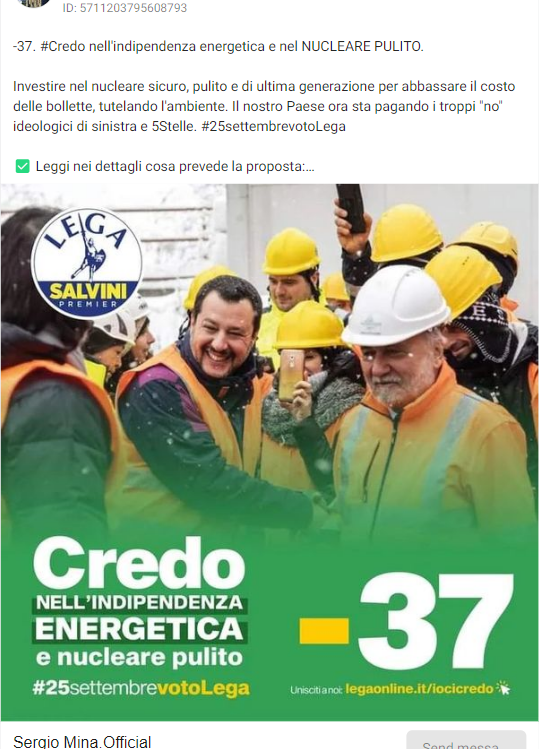 ID: 5711203795608793
-37. #Credo nell'indipendenza energetica e nel NUCLEARE PULITO.
Investire nel nucleare sicuro, pulito e di ultima generazione per abbassare il costo
delle bollette, tutelando l'ambiente. Il nostro Paese ora sta pagando i troppi "no"
ideologici di sinistra e 5Stelle. #25settembrevotoLega
✅ Leggi nei dettagli cosa prevede la proposta:...
LEGA
SALVINI
PREMIER
Credo
NELL'INDIPENDENZA
ENERGETICA
e nucleare pulito
#25settembrevotoLega
-37
Unisciti a noi: legaonline.it/iocicredo
Sergio Mina.Official
Send messa...